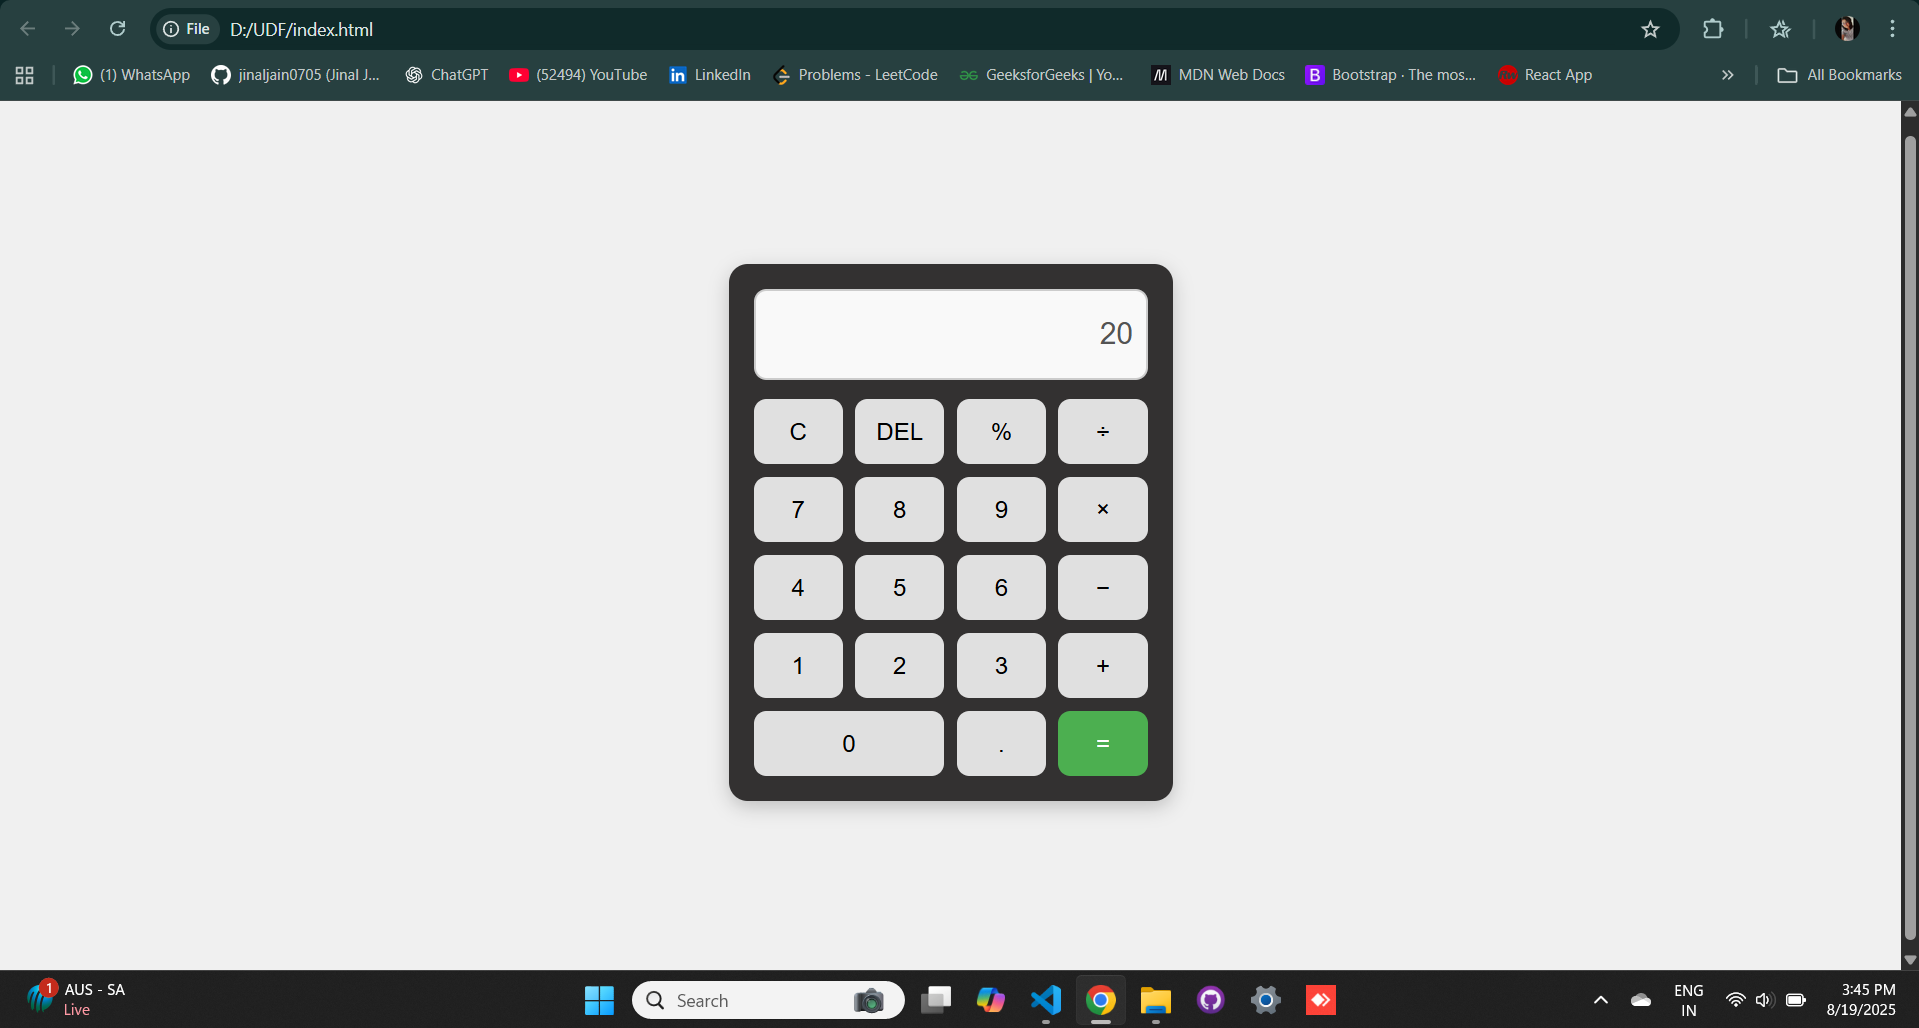 File D:/UDF/index.html
(1) WhatsApp jinaljain0705 (Jinal J... ChatGPT (52494) YouTube LinkedIn Problems - LeetCode GeeksforGeeks | Yo... MDN Web Docs B Bootstrap · The mos... React App » All Bookmarks
20
C DEL % ÷
7 8 9 ×
4 5 6 −
1 2 3 +
0 . =
1 AUS - SA
Live
Search
ENG
IN
3:45 PM
8/19/2025